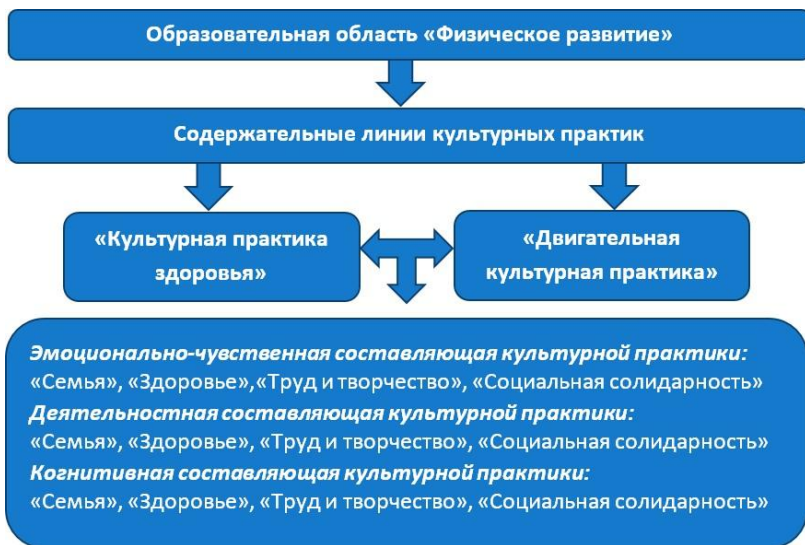 Образовательная область «Физическое развитие»
Содержательные линии культурных практик
«Культурная практика
здоровья»
«Двигательная
культурная практика»
Эмоционально-чувственная составляющая культурной практики:
«Семья», «Здоровье»,«Труд и творчество», «Социальная солидарность»
Деятельностная составляющая культурной практики:
«Семья», «Здоровье», «Труд и творчество», «Социальная солидарность»
Когнитивная составляющая культурной практики:
«Семья», «Здоровье», «Труд и творчество», «Социальная солидарность»